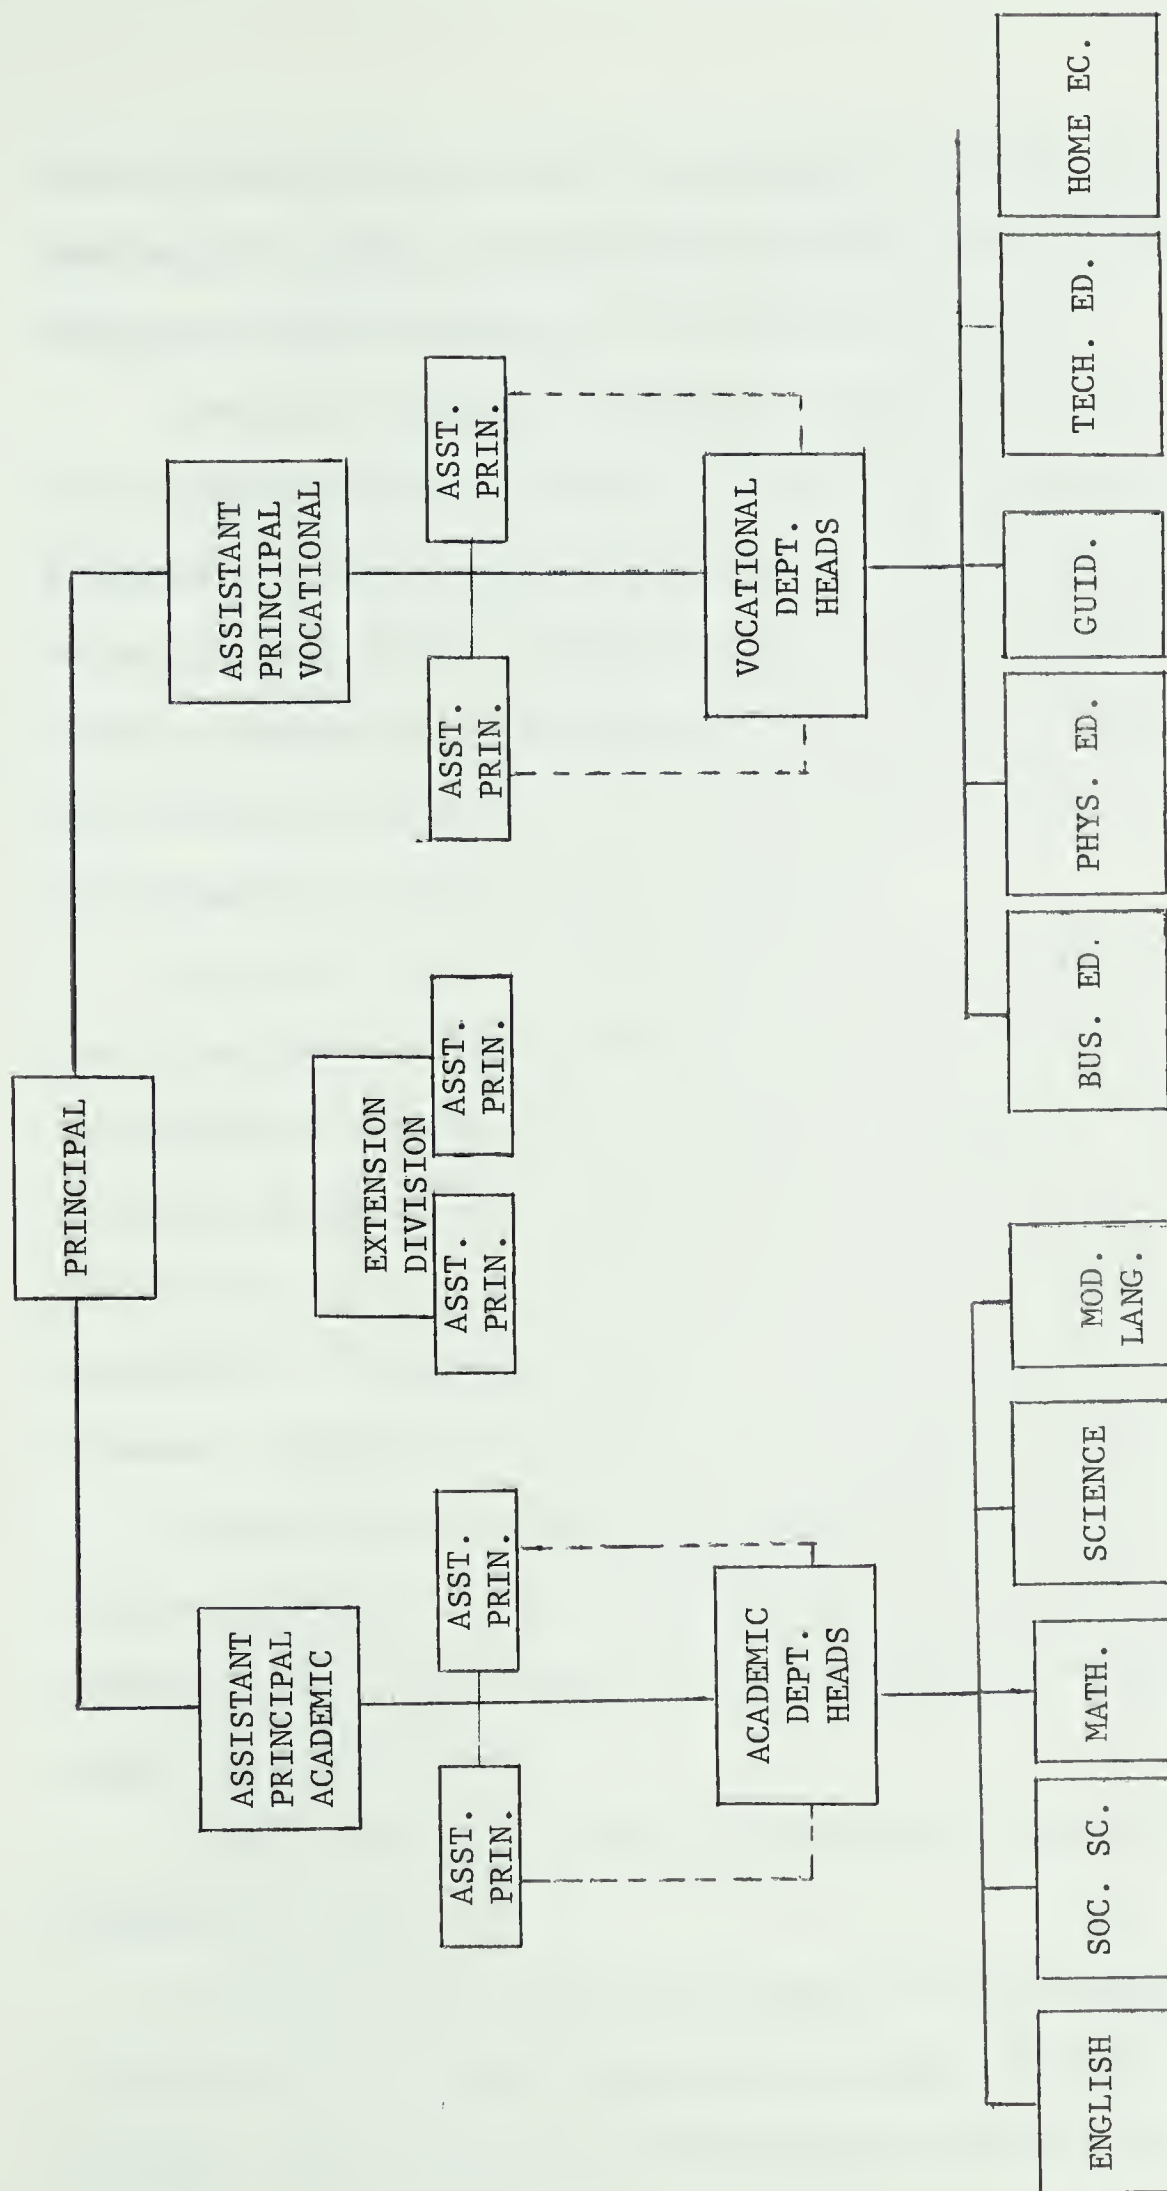 PRINCIPAL
ASSISTANT
PRINCIPAL
ACADEMIC
EXTENSION
DIVISION
ASSISTANT
PRINCIPAL
VOCATIONAL
ASST.
PRIN.
ASST.
PRIN.
ASST.
PRIN.
ASST.
PRIN.
ASST.
PRIN.
ASST.
PRIN.
ACADEMIC
DEPT.
HEADS
VOCATIONAL
DEPT.
HEADS
ENGLISH
SOC. SC.
MATH.
SCIENCE
MOD.
LANG.
BUS. ED.
PHYS. ED.
GUID.
TECH. ED.
HOME EC.